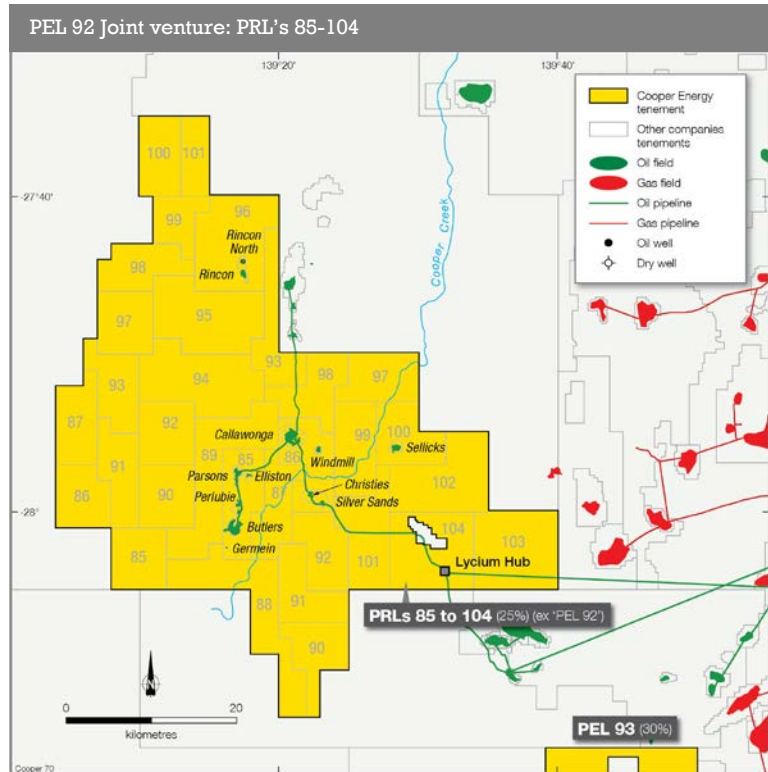 PEL 92 Joint venture: PRL's 85-104
139°20'
139°40'
Cooper Energy
tenement
Other companies
tenements
Oil field
Gas field
Oil pipeline
Gas pipeline
Oil well
Dry well
100
101
-27°40'
99
96
Rincon
North
Rincon
98
95
97
Cooper Creek
93
98
97
94
93
87
92
99
100
Callawonga
86
Sellicks
89
Windmill
91
85
Parsons
Elliston
102
87
Christies
86
90
Perlubie
Silver Sands
-28°
Butlers
104
103
Germein
92
85
101
Lycium Hub
88
91
PRLs 85 to 104 (25%) (ex 'PEL 92')
90
N
0
20
kilometres
PEL 93 (30%)
Cooper 70